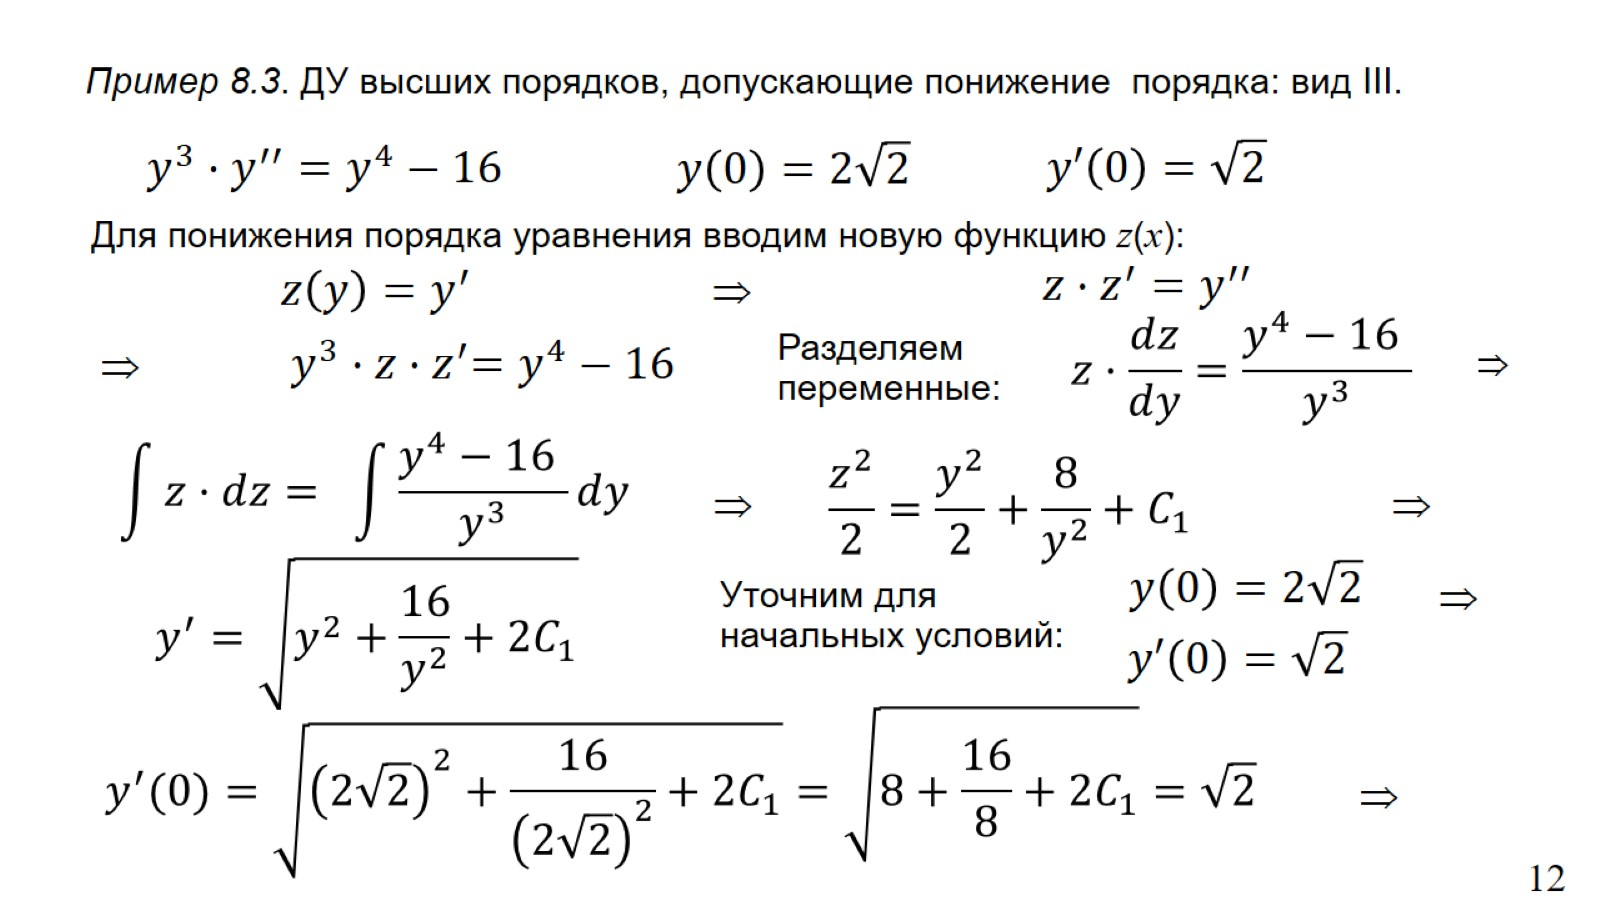 Пример 8.3. ДУ высших порядков, допускающие понижение порядка: вид III.
y³ · y′′ = y⁴ − 16 y(0) = 2√2 y′(0) = √2
Для понижения порядка уравнения вводим новую функцию z(x):
z(y) = y′ ⇒ z · z′ = y′′
⇒ y³ · z · z′= y⁴ − 16 Разделяем переменные: z · dz/dy = (y⁴ − 16)/y³ ⇒
∫ z · dz = ∫ (y⁴ − 16)/y³ dy ⇒ z²/2 = y²/2 + 8/y² + C₁ ⇒
y′ = √(y² + 16/y² + 2C₁) Уточним для начальных условий: y(0) = 2√2 ⇒
y′(0) = √2
y′(0) = √((2√2)² + 16/(2√2)² + 2C₁) = √(8 + 16/8 + 2C₁) = √2 ⇒
12